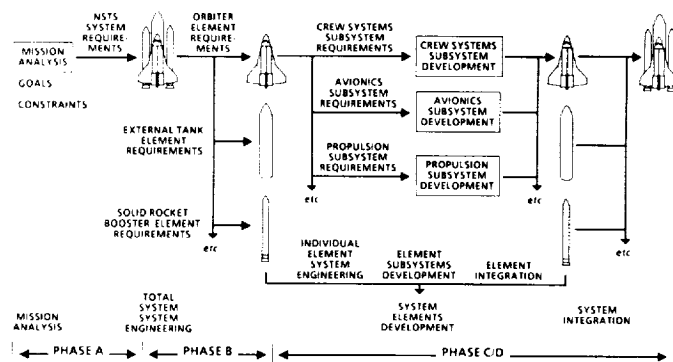 NSTS
SYSTEM
REQUIRE-
MENTS
ORBITER
ELEMENT
REQUIRE-
MENTS
MISSION
ANALYSIS
GOALS
CONSTRAINTS
CREW SYSTEMS
SUBSYSTEM
REQUIREMENTS
CREW SYSTEMS
SUBSYSTEM
DEVELOPMENT
AVIONICS
SUBSYSTEM
REQUIREMENTS
AVIONICS
SUBSYSTEM
DEVELOPMENT
EXTERNAL TANK
ELEMENT
REQUIREMENTS
PROPULSION
SUBSYSTEM
REQUIREMENTS
PROPULSION
SUBSYSTEM
DEVELOPMENT
etc
etc
SOLID ROCKET
BOOSTER ELEMENT
REQUIREMENTS
etc
etc
INDIVIDUAL
ELEMENT
SYSTEM
ENGINEERING
ELEMENT
SUBSYSTEMS
DEVELOPMENT
ELEMENT
INTEGRATION
MISSION
ANALYSIS
TOTAL
SYSTEM
SYSTEM
ENGINEERING
SYSTEM
ELEMENTS
DEVELOPMENT
SYSTEM
INTEGRATION
PHASE A
PHASE B
PHASE C/D